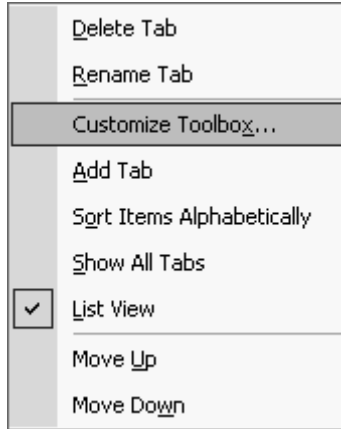 Delete Tab
Rename Tab
Customize Toolbox...
Add Tab
Sort Items Alphabetically
Show All Tabs
List View
Move Up
Move Down